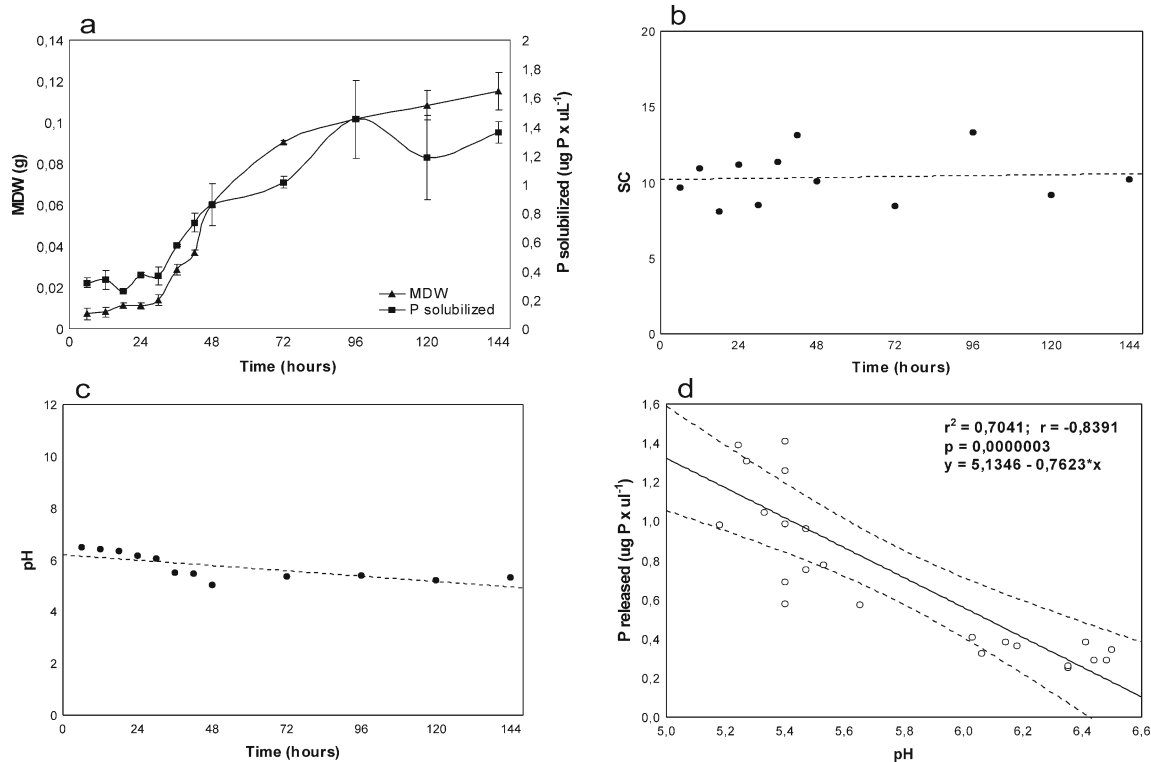 a
0,14
0,12
0,1
0,08
0,06
0,04
0,02
0
MDW (g)
2
1,8
1,6
1,4
1,2
1
0,8
0,6
0,4
0,2
0
P solubilized (ug P x uL⁻¹)
MDW
P solubilized
0 24 48 72 96 120 144
Time (hours)
b
20
15
10
5
0
SC
0 24 48 72 96 120 144
Time (hours)
c
12
10
8
6
4
2
0
pH
0 24 48 72 96 120 144
Time (hours)
d
1,6
1,4
1,2
1,0
0,8
0,6
0,4
0,2
0,0
P released (ug P x ul⁻¹)
r² = 0,7041; r = -0,8391
p = 0,0000003
y = 5,1346 - 0,7623*x
5,0 5,2 5,4 5,6 5,8 6,0 6,2 6,4 6,6
pH